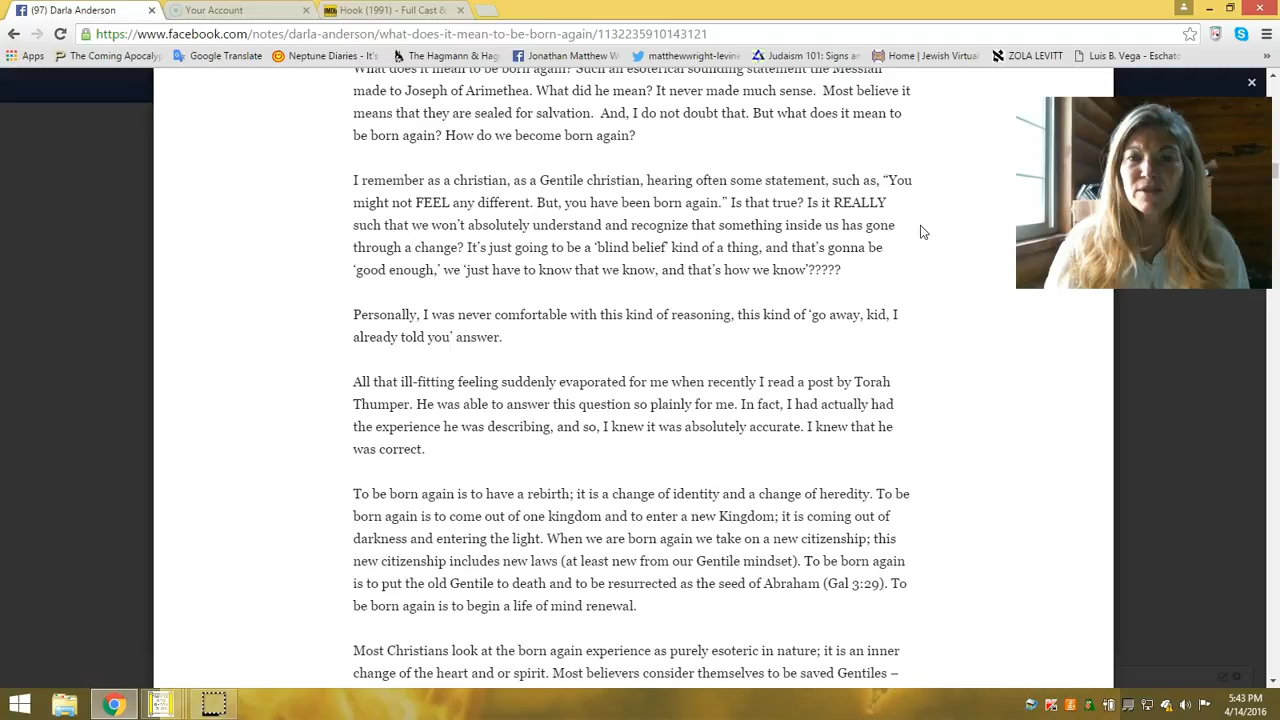 (97) Darla Anderson
Your Account
Hook (1991) - Full Cast &
https://www.facebook.com/notes/darla-anderson/what-does-it-mean-to-be-born-again/1132235910143121
Apps
The Coming Apocalyp
Google Translate
Neptune Diaries - It's
The Hagmann & Hag
Jonathan Matthew W
matthewwright-levine
Judaism 101: Signs an
Home | Jewish Virtual
ZOLA LEVITT
Luis B. Vega - Eschato
What does it mean to be born again? Such an esoterical sounding statement the Messiah
made to Joseph of Arimethea. What did he mean? It never made much sense.  Most believe it
means that they are sealed for salvation.  And, I do not doubt that. But what does it mean to
be born again? How do we become born again?
I remember as a christian, as a Gentile christian, hearing often some statement, such as, “You
might not FEEL any different. But, you have been born again.” Is that true? Is it REALLY
such that we won’t absolutely understand and recognize that something inside us has gone
through a change? It’s just going to be a ‘blind belief’ kind of a thing, and that’s gonna be
‘good enough,’ we ‘just have to know that we know, and that’s how we know’?????
Personally, I was never comfortable with this kind of reasoning, this kind of ‘go away, kid, I
already told you’ answer.
All that ill-fitting feeling suddenly evaporated for me when recently I read a post by Torah
Thumper. He was able to answer this question so plainly for me. In fact, I had actually had
the experience he was describing, and so, I knew it was absolutely accurate. I knew that he
was correct.
To be born again is to have a rebirth; it is a change of identity and a change of heredity. To be
born again is to come out of one kingdom and to enter a new Kingdom; it is coming out of
darkness and entering the light. When we are born again we take on a new citizenship; this
new citizenship includes new laws (at least new from our Gentile mindset). To be born again
is to put the old Gentile to death and to be resurrected as the seed of Abraham (Gal 3:29). To
be born again is to begin a life of mind renewal.
Most Christians look at the born again experience as purely esoteric in nature; it is an inner
change of the heart and or spirit. Most believers consider themselves to be saved Gentiles –
5:43 PM
4/14/2016